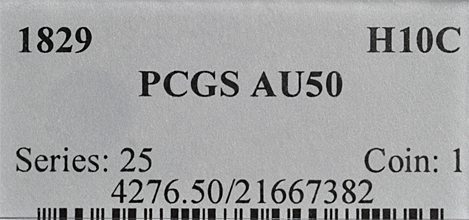 1829 H10C
PCGS AU50
Series: 25 Coin: 1
4276.50/21667382